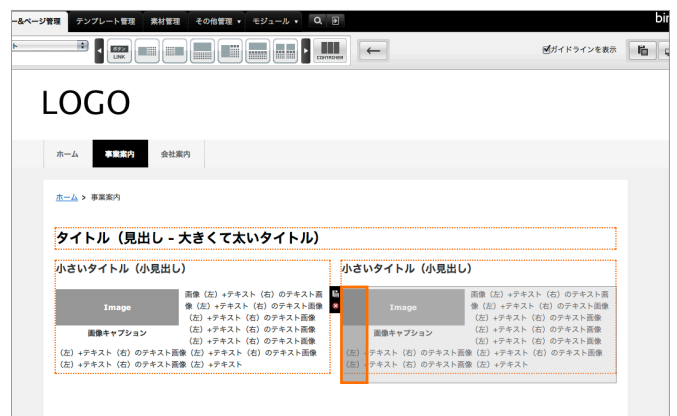 -&ページ管理 テンプレート管理 素材管理 その他管理 ▼ モジュール ▼
ト ボタン LINK CONTAINER ← ガイドラインを表示
LOGO
ホーム 事業案内 会社案内
ホーム > 事業案内
タイトル（見出し - 大きくて太いタイトル）
小さいタイトル（小見出し）
Image
画像キャプション
画像（左）+テキスト（右）のテキスト画
像（左）+テキスト（右）のテキスト画像
（左）+テキスト（右）のテキスト画像
（左）+テキスト（右）のテキスト画像
（左）+テキスト（右）のテキスト画像
（左）+テキスト（右）のテキスト画像（左）+テキスト（右）のテキスト画像
（左）+テキスト（右）のテキスト画像（左）+テキスト
小さいタイトル（小見出し）
Image
画像キャプション
画像（左）+テキスト（右）のテキスト画
像（左）+テキスト（右）のテキスト画像
（左）+テキスト（右）のテキスト画像
（左）+テキスト（右）のテキスト画像
（左）+テキスト（右）のテキスト画像
（左）+テキスト（右）のテキスト画像（左）+テキスト（右）のテキスト画像
（左）+テキスト（右）のテキスト画像（左）+テキスト